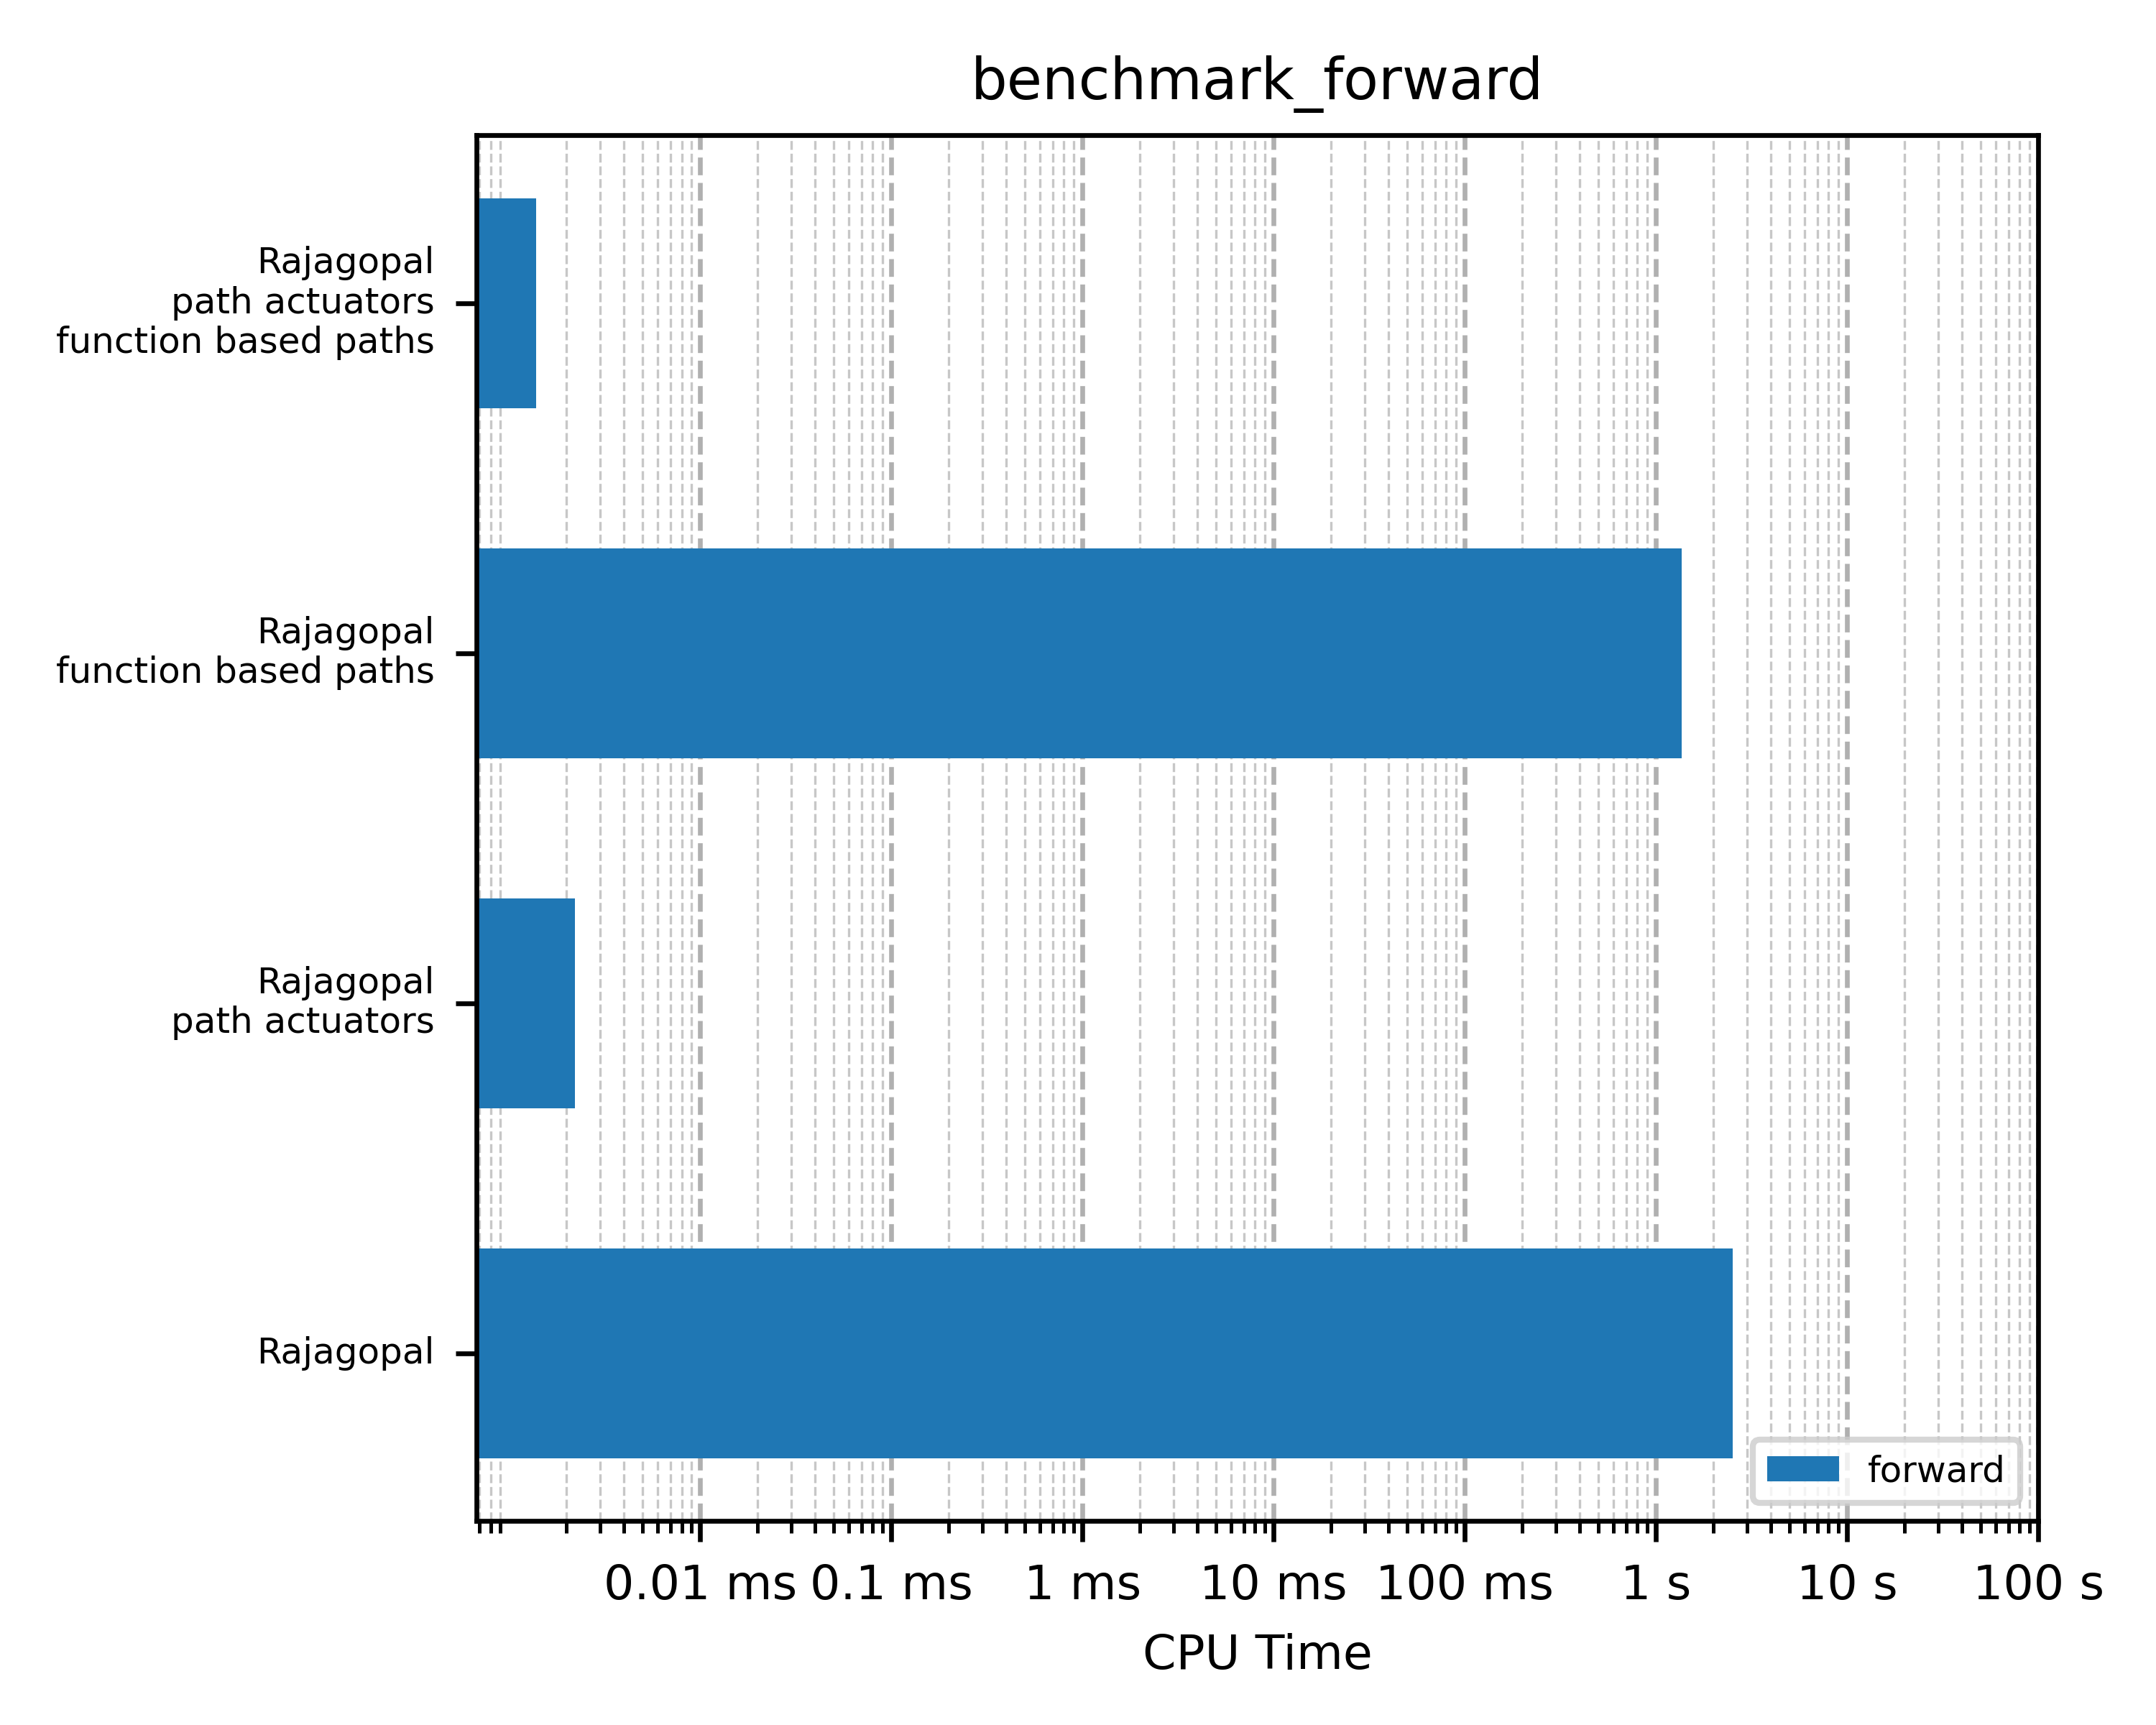 benchmark_forward
Rajagopal
path actuators
function based paths
Rajagopal
function based paths
Rajagopal
path actuators
Rajagopal
forward
0.01 ms 0.1 ms 1 ms 10 ms 100 ms 1 s 10 s 100 s
CPU Time